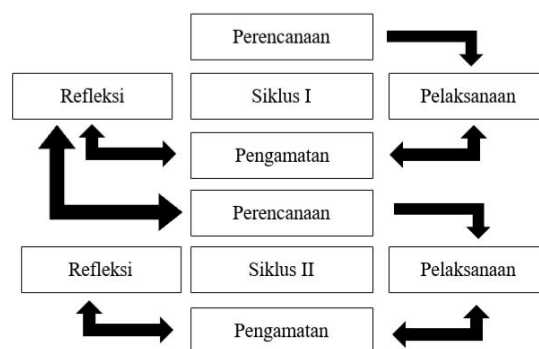 Perencanaan
Refleksi
Siklus I
Pelaksanaan
Pengamatan
Perencanaan
Refleksi
Siklus II
Pelaksanaan
Pengamatan